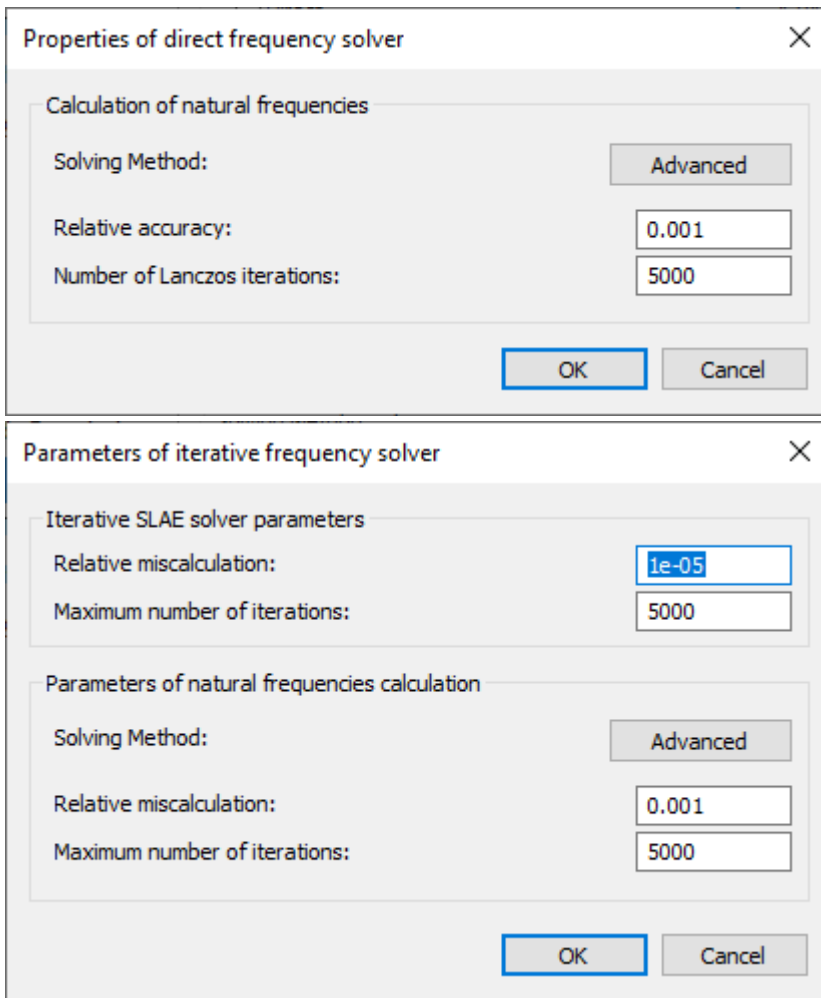 Properties of direct frequency solver
Calculation of natural frequencies
Solving Method: Advanced
Relative accuracy: 0.001
Number of Lanczos iterations: 5000
OK Cancel
Parameters of iterative frequency solver
Iterative SLAE solver parameters
Relative miscalculation: 1e-05
Maximum number of iterations: 5000
Parameters of natural frequencies calculation
Solving Method: Advanced
Relative miscalculation: 0.001
Maximum number of iterations: 5000
OK Cancel